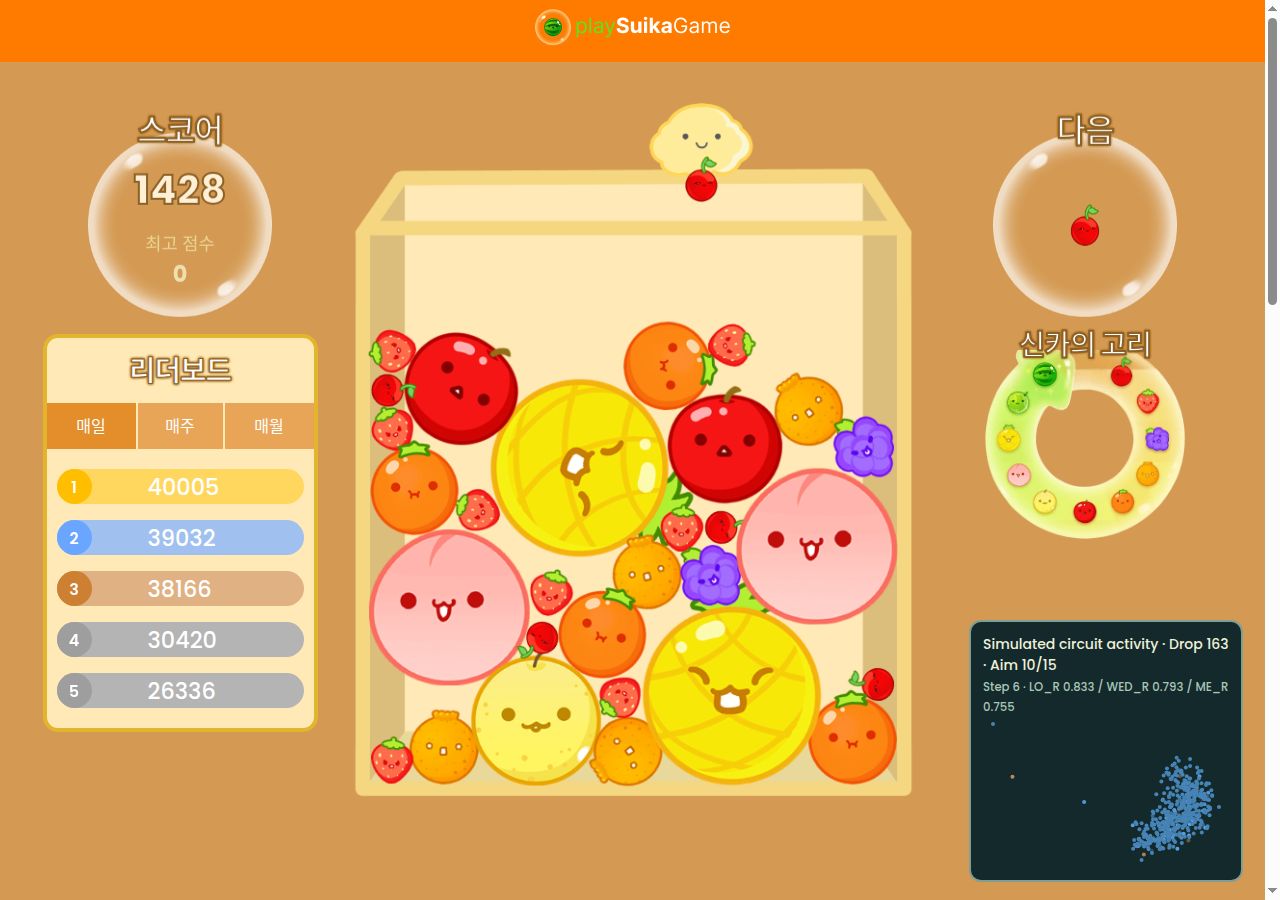 playSuikaGame
스코어
1428
최고 점수
0
다음
신카의 고리
리더보드
매일 매주 매월
1 40005
2 39032
3 38166
4 30420
5 26336
Simulated circuit activity · Drop 163
· Aim 10/15
Step 6 · LO_R 0.833 / WED_R 0.793 / ME_R
0.755